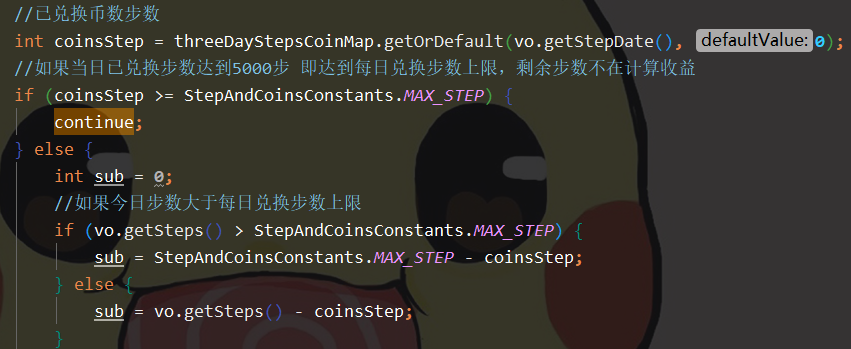 //已兑换币数步数
int coinsStep = threeDayStepsCoinMap.getOrDefault(vo.getStepDate(), defaultValue: 0);
//如果当日已兑换步数达到5000步 即达到每日兑换步数上限，剩余步数不在计算收益
if (coinsStep >= StepAndCoinsConstants.MAX_STEP) {
    continue;
} else {
    int sub = 0;
    //如果今日步数大于每日兑换步数上限
    if (vo.getSteps() > StepAndCoinsConstants.MAX_STEP) {
        sub = StepAndCoinsConstants.MAX_STEP - coinsStep;
    } else {
        sub = vo.getSteps() - coinsStep;
    }